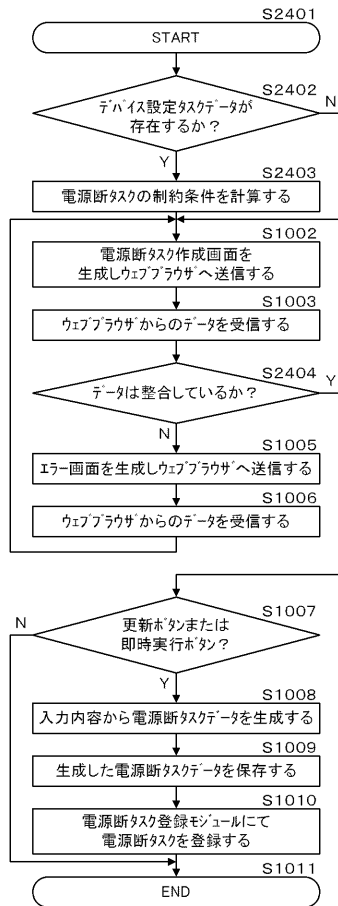 S2401
START
S2402
デバイス設定タスクデータが
存在するか？
N
Y
S2403
電源断タスクの制約条件を計算する
S1002
電源断タスク作成画面を
生成しウェブブラウザへ送信する
S1003
ウェブブラウザからのデータを受信する
S2404
データは整合しているか？
Y
N
S1005
エラー画面を生成しウェブブラウザへ送信する
S1006
ウェブブラウザからのデータを受信する
S1007
N
更新ボタンまたは
即時実行ボタン？
Y
S1008
入力内容から電源断タスクデータを生成する
S1009
生成した電源断タスクデータを保存する
S1010
電源断タスク登録モジュールにて
電源断タスクを登録する
S1011
END